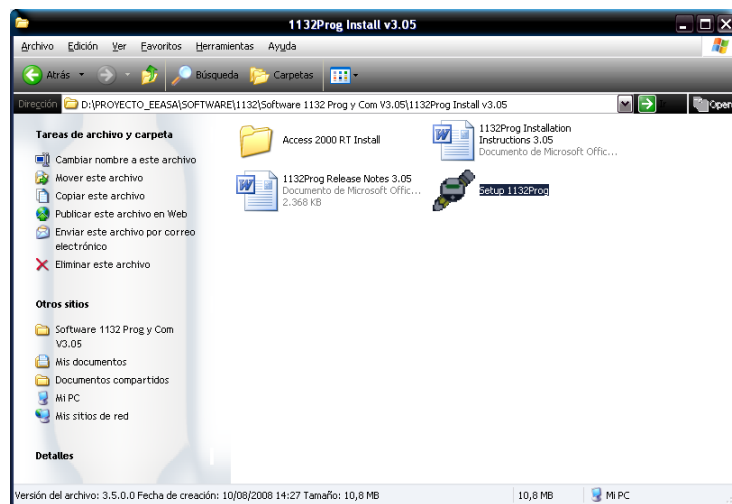 1132Prog Install v3.05
Archivo Edición Ver Favoritos Herramientas Ayuda
Atrás Búsqueda Carpetas
Dirección D:\PROYECTO_EEASA\SOFTWARE\1132\Software 1132 Prog y Com V3.05\1132Prog Install v3.05
Open
Tareas de archivo y carpeta
Cambiar nombre a este archivo
Mover este archivo
Copiar este archivo
Publicar este archivo en Web
Enviar este archivo por correo
electrónico
Eliminar este archivo
Otros sitios
Software 1132 Prog y Com
V3.05
Mis documentos
Documentos compartidos
Mi PC
Mis sitios de red
Detalles
Access 2000 RT Install
1132Prog Installation
Instructions 3.05
Documento de Microsoft Offic...
1132Prog Release Notes 3.05
Documento de Microsoft Offic...
2.368 KB
Setup 1132Prog
Versión del archivo: 3.5.0.0 Fecha de creación: 10/08/2008 14:27 Tamaño: 10,8 MB
10,8 MB
Mi PC